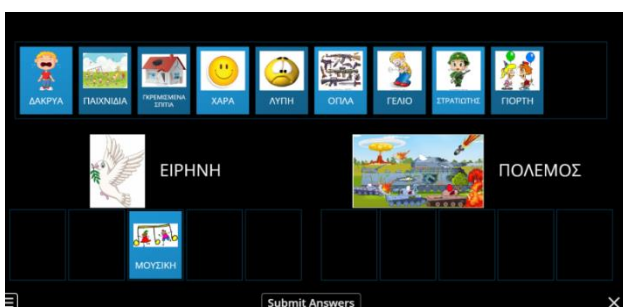 ΔΑΚΡΥΑ
ΠΑΙΧΝΙΔΙΑ
ΓΚΡΕΜΙΣΜΕΝΑ
ΣΠΙΤΙΑ
ΧΑΡΑ
ΛΥΠΗ
ΟΠΛΑ
ΓΕΛΙΟ
ΣΤΡΑΤΙΩΤΗΣ
ΓΙΟΡΤΗ
ΕΙΡΗΝΗ
ΠΟΛΕΜΟΣ
ΜΟΥΣΙΚΗ
Submit Answers